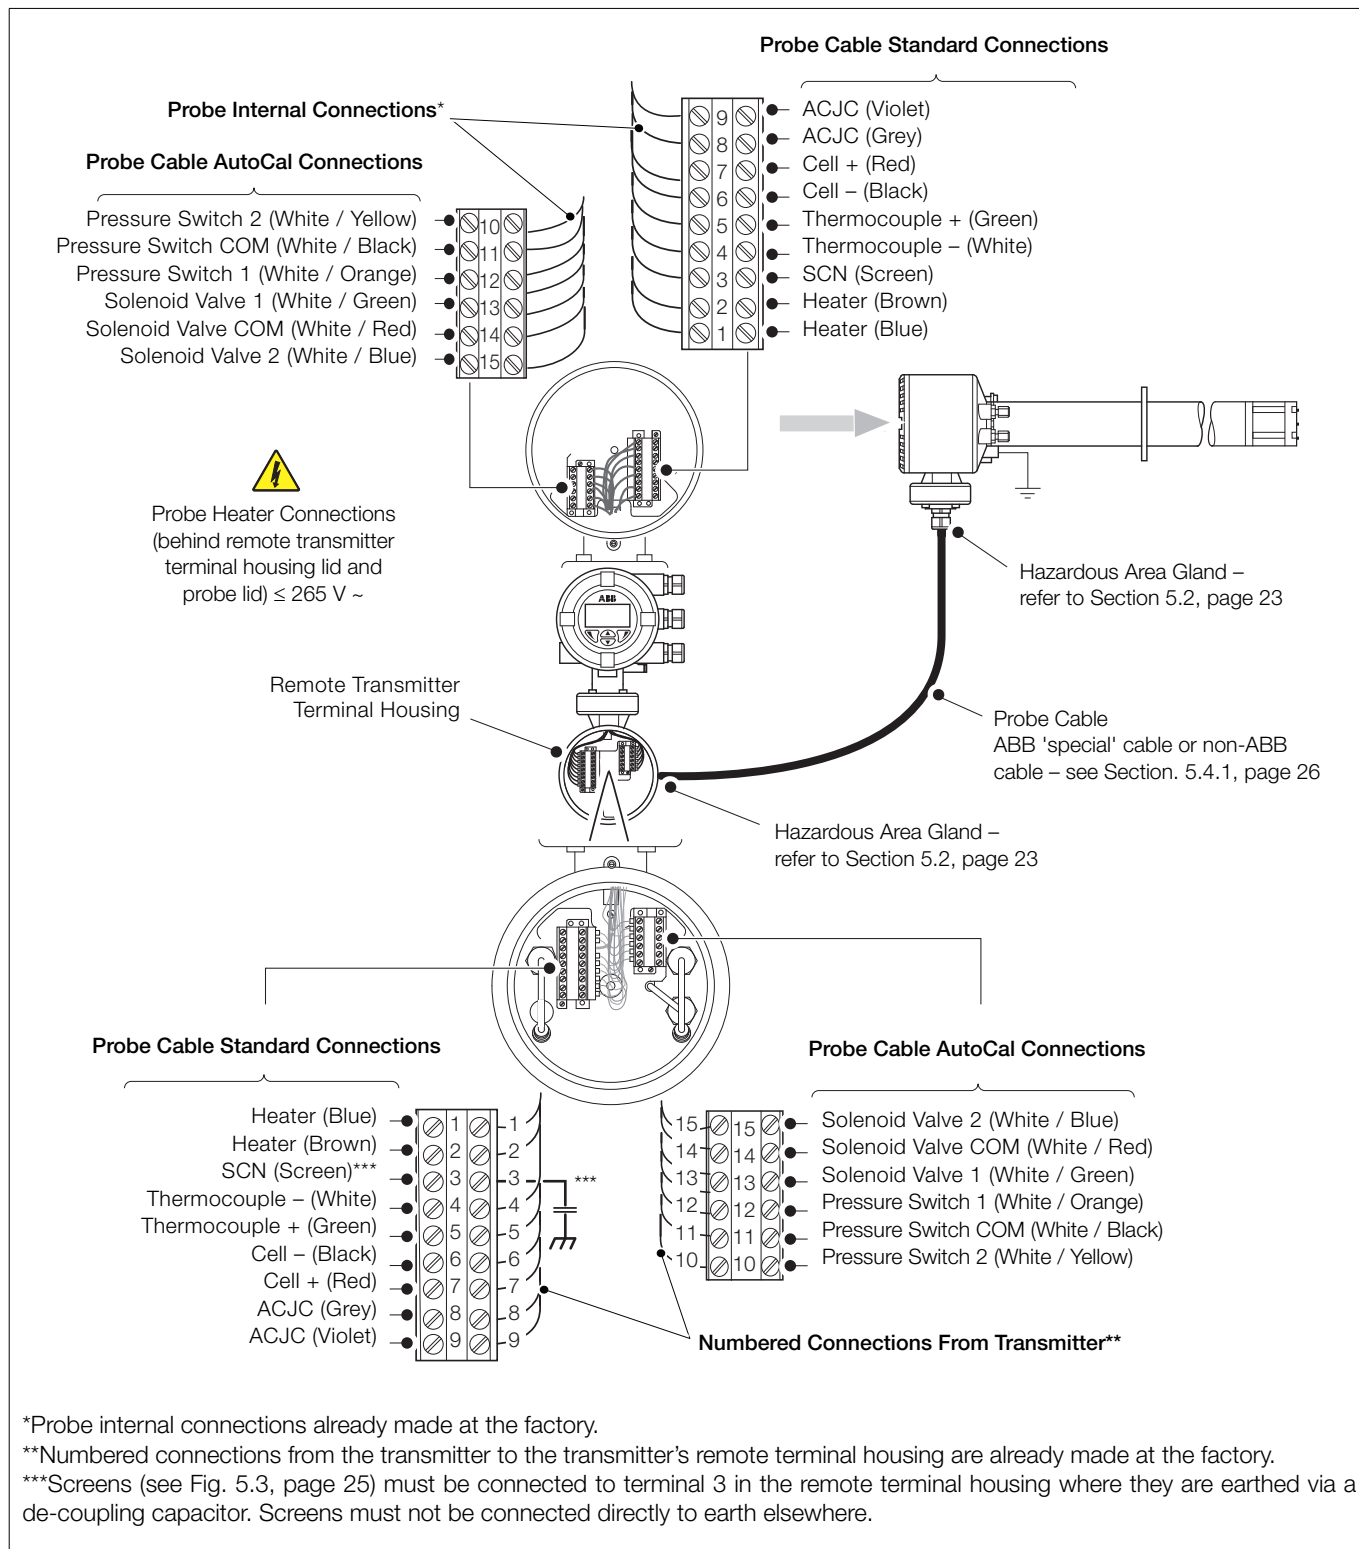 Probe Cable Standard Connections
Probe Internal Connections*
ACJC (Violet)
ACJC (Grey)
Cell + (Red)
Cell – (Black)
Thermocouple + (Green)
Thermocouple – (White)
SCN (Screen)
Heater (Brown)
Heater (Blue)
9
8
7
6
5
4
3
2
1
Probe Cable AutoCal Connections
Pressure Switch 2 (White / Yellow)
Pressure Switch COM (White / Black)
Pressure Switch 1 (White / Orange)
Solenoid Valve 1 (White / Green)
Solenoid Valve COM (White / Red)
Solenoid Valve 2 (White / Blue)
10
11
12
13
14
15
Probe Heater Connections
(behind remote transmitter
terminal housing lid and
probe lid) ≤ 265 V ~
ABB
Hazardous Area Gland –
refer to Section 5.2, page 23
Remote Transmitter
Terminal Housing
Probe Cable
ABB 'special' cable or non-ABB
cable – see Section. 5.4.1, page 26
Hazardous Area Gland –
refer to Section 5.2, page 23
Probe Cable Standard Connections
Heater (Blue) 1 1
Heater (Brown) 2 2
SCN (Screen)*** 3 3 ***
Thermocouple – (White) 4 4
Thermocouple + (Green) 5 5
Cell – (Black) 6 6
Cell + (Red) 7 7
ACJC (Grey) 8 8
ACJC (Violet) 9 9
Probe Cable AutoCal Connections
15 15 Solenoid Valve 2 (White / Blue)
14 14 Solenoid Valve COM (White / Red)
13 13 Solenoid Valve 1 (White / Green)
12 12 Pressure Switch 1 (White / Orange)
11 11 Pressure Switch COM (White / Black)
10 10 Pressure Switch 2 (White / Yellow)
Numbered Connections From Transmitter**
*Probe internal connections already made at the factory.
**Numbered connections from the transmitter to the transmitter's remote terminal housing are already made at the factory.
***Screens (see Fig. 5.3, page 25) must be connected to terminal 3 in the remote terminal housing where they are earthed via a
de-coupling capacitor. Screens must not be connected directly to earth elsewhere.